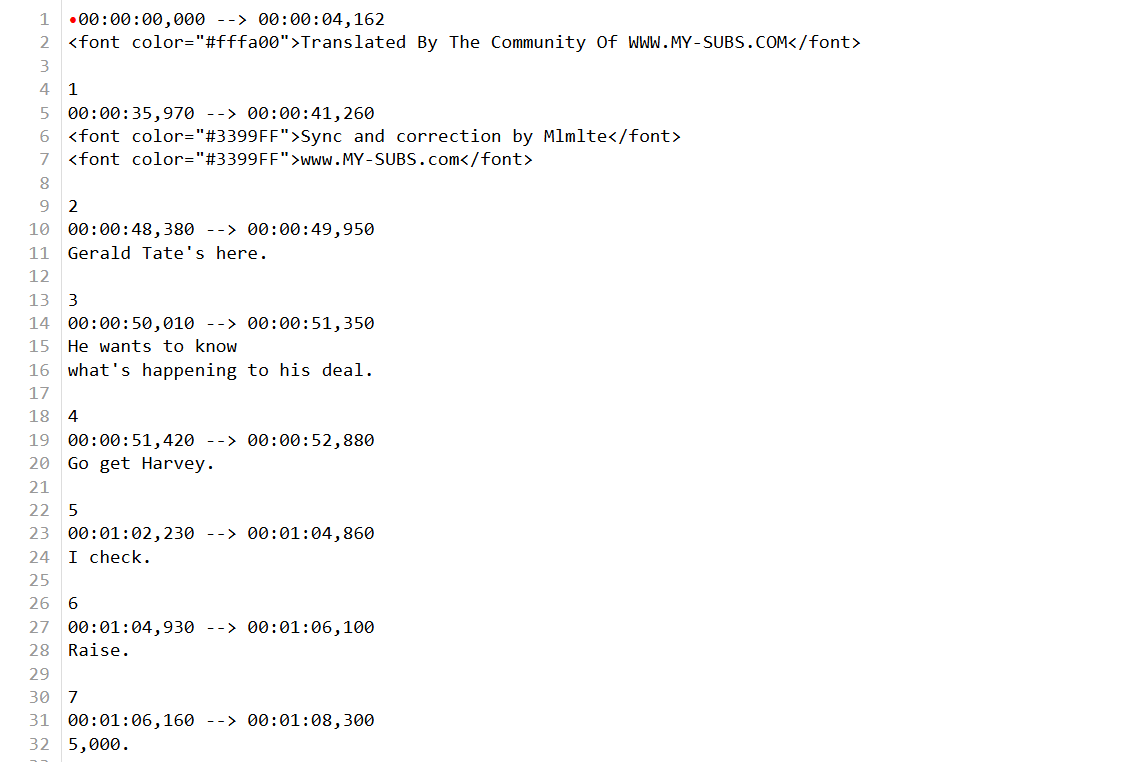 1 •00:00:00,000 --> 00:00:04,162
2 <font color="#fffa00">Translated By The Community Of WWW.MY-SUBS.COM</font>
3
4 1
5 00:00:35,970 --> 00:00:41,260
6 <font color="#3399FF">Sync and correction by Mlmlte</font>
7 <font color="#3399FF">www.MY-SUBS.com</font>
8
9 2
10 00:00:48,380 --> 00:00:49,950
11 Gerald Tate's here.
12
13 3
14 00:00:50,010 --> 00:00:51,350
15 He wants to know
16 what's happening to his deal.
17
18 4
19 00:00:51,420 --> 00:00:52,880
20 Go get Harvey.
21
22 5
23 00:01:02,230 --> 00:01:04,860
24 I check.
25
26 6
27 00:01:04,930 --> 00:01:06,100
28 Raise.
29
30 7
31 00:01:06,160 --> 00:01:08,300
32 5,000.